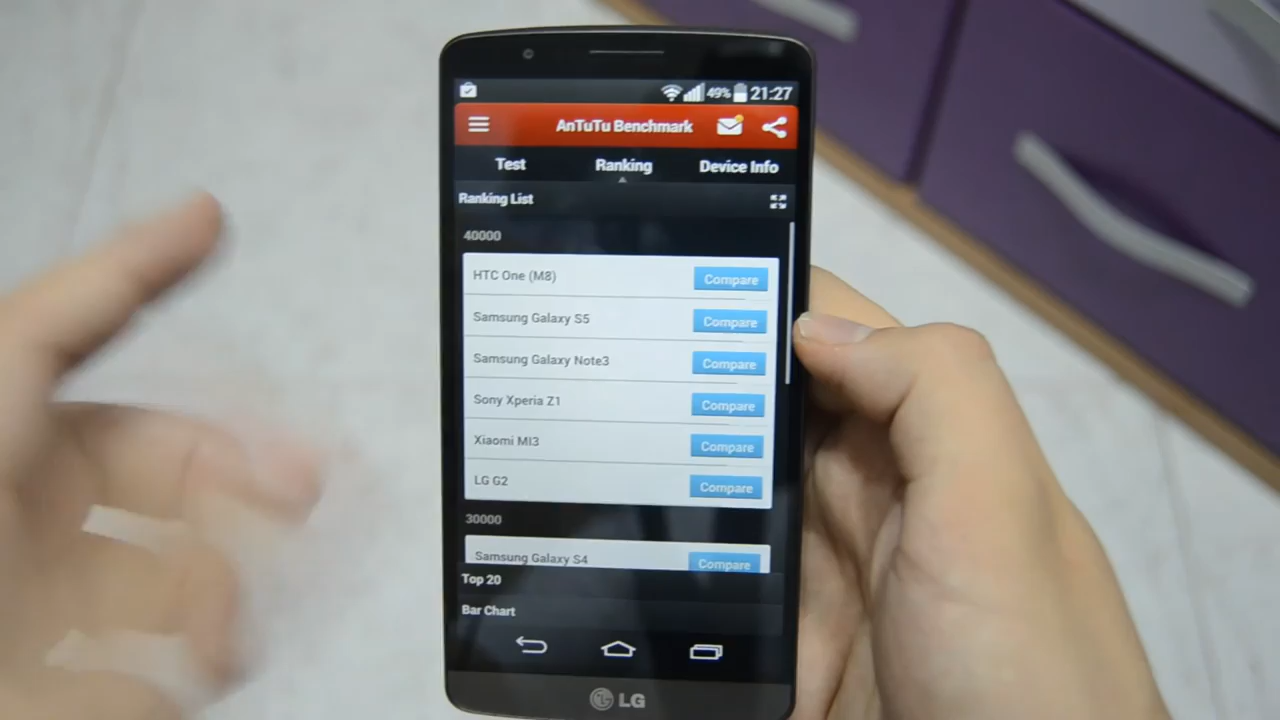 49% 21:27
AnTuTu Benchmark
Test Ranking Device Info
Ranking List
40000
HTC One (M8) Compare
Samsung Galaxy S5 Compare
Samsung Galaxy Note3 Compare
Sony Xperia Z1 Compare
Xiaomi MI3 Compare
LG G2 Compare
30000
Samsung Galaxy S4 Compare
Top 20
Bar Chart
LG